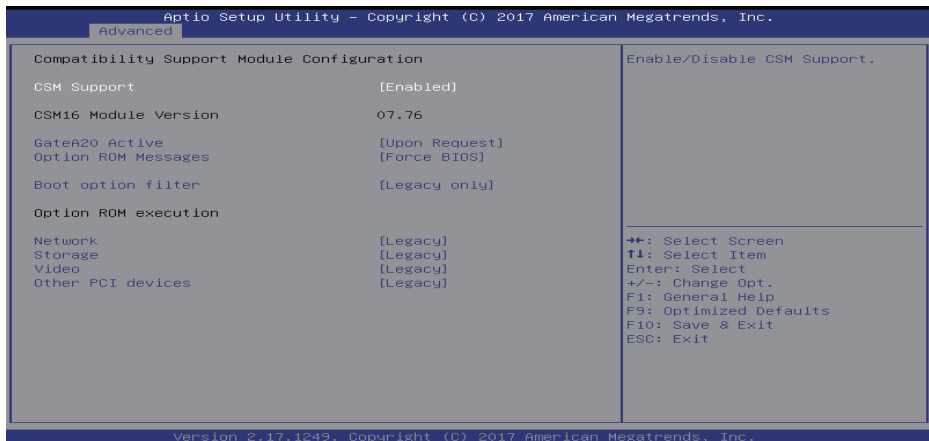 Aptio Setup Utility – Copyright (C) 2017 American Megatrends, Inc.
Advanced
Compatibility Support Module Configuration
CSM Support [Enabled]
CSM16 Module Version 07.76
GateA20 Active [Upon Request]
Option ROM Messages [Force BIOS]
Boot option filter [Legacy only]
Option ROM execution
Network [Legacy]
Storage [Legacy]
Video [Legacy]
Other PCI devices [Legacy]
Enable/Disable CSM Support.
→←: Select Screen
↑↓: Select Item
Enter: Select
+/-: Change Opt.
F1: General Help
F9: Optimized Defaults
F10: Save & Exit
ESC: Exit
Version 2.17.1249. Copyright (C) 2017 American Megatrends, Inc.